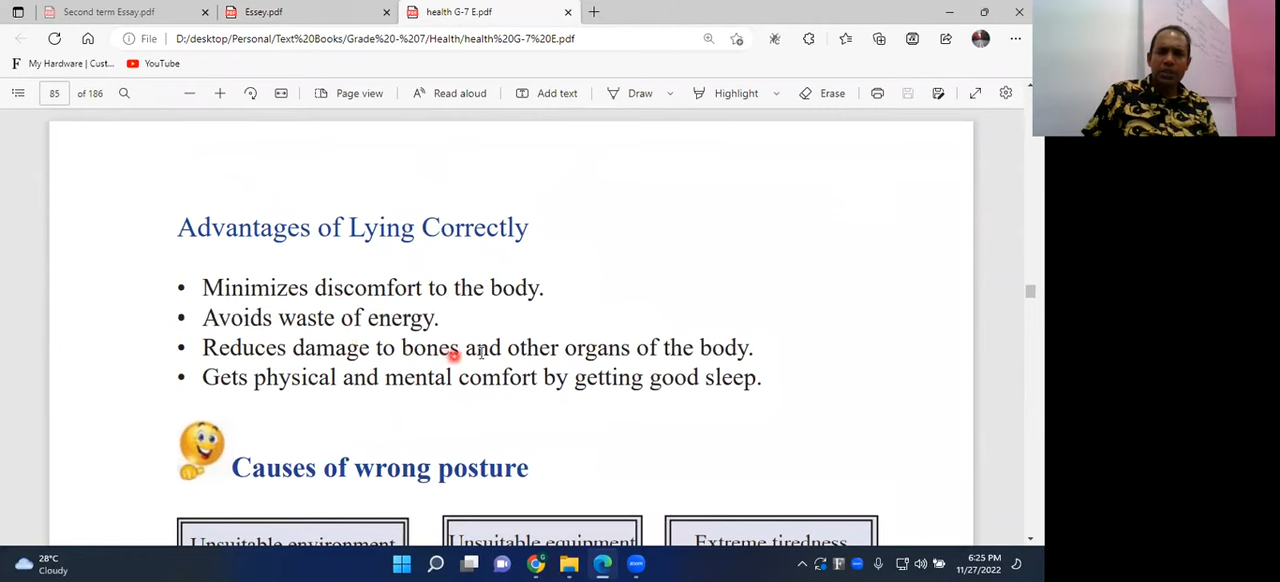 Second term Essay.pdf
Essey.pdf
health G-7 E.pdf
File
D:/desktop/Personal/Text%20Books/Grade%20-%207/Health/health%20G-7%20E.pdf
My Hardware | Cust...
YouTube
85 of 186
Page view
Read aloud
Add text
Draw
Highlight
Erase
Advantages of Lying Correctly
• Minimizes discomfort to the body.
• Avoids waste of energy.
• Reduces damage to bones and other organs of the body.
• Gets physical and mental comfort by getting good sleep.
Causes of wrong posture
Unsuitable environment
Unsuitable equipment
Extreme tiredness
28°C
Cloudy
6:25 PM
11/27/2022